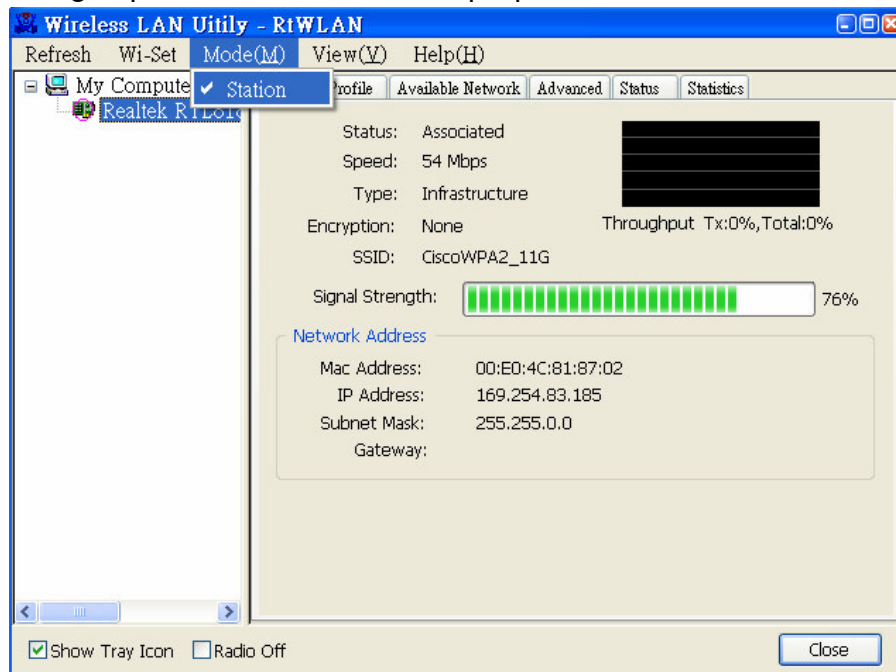 Wireless LAN Uitily - RtWLAN
Refresh Wi-Set Mode(M) View(V) Help(H)
My Compute
Station
Profile Available Network Advanced Status Statistics
Realtek
Status: Associated
Speed: 54 Mbps
Type: Infrastructure
Encryption: None
Throughput Tx:0%,Total:0%
SSID: CiscoWPA2_11G
Signal Strength: 76%
Network Address
Mac Address: 00:E0:4C:81:87:02
IP Address: 169.254.83.185
Subnet Mask: 255.255.0.0
Gateway:
Show Tray Icon Radio Off Close